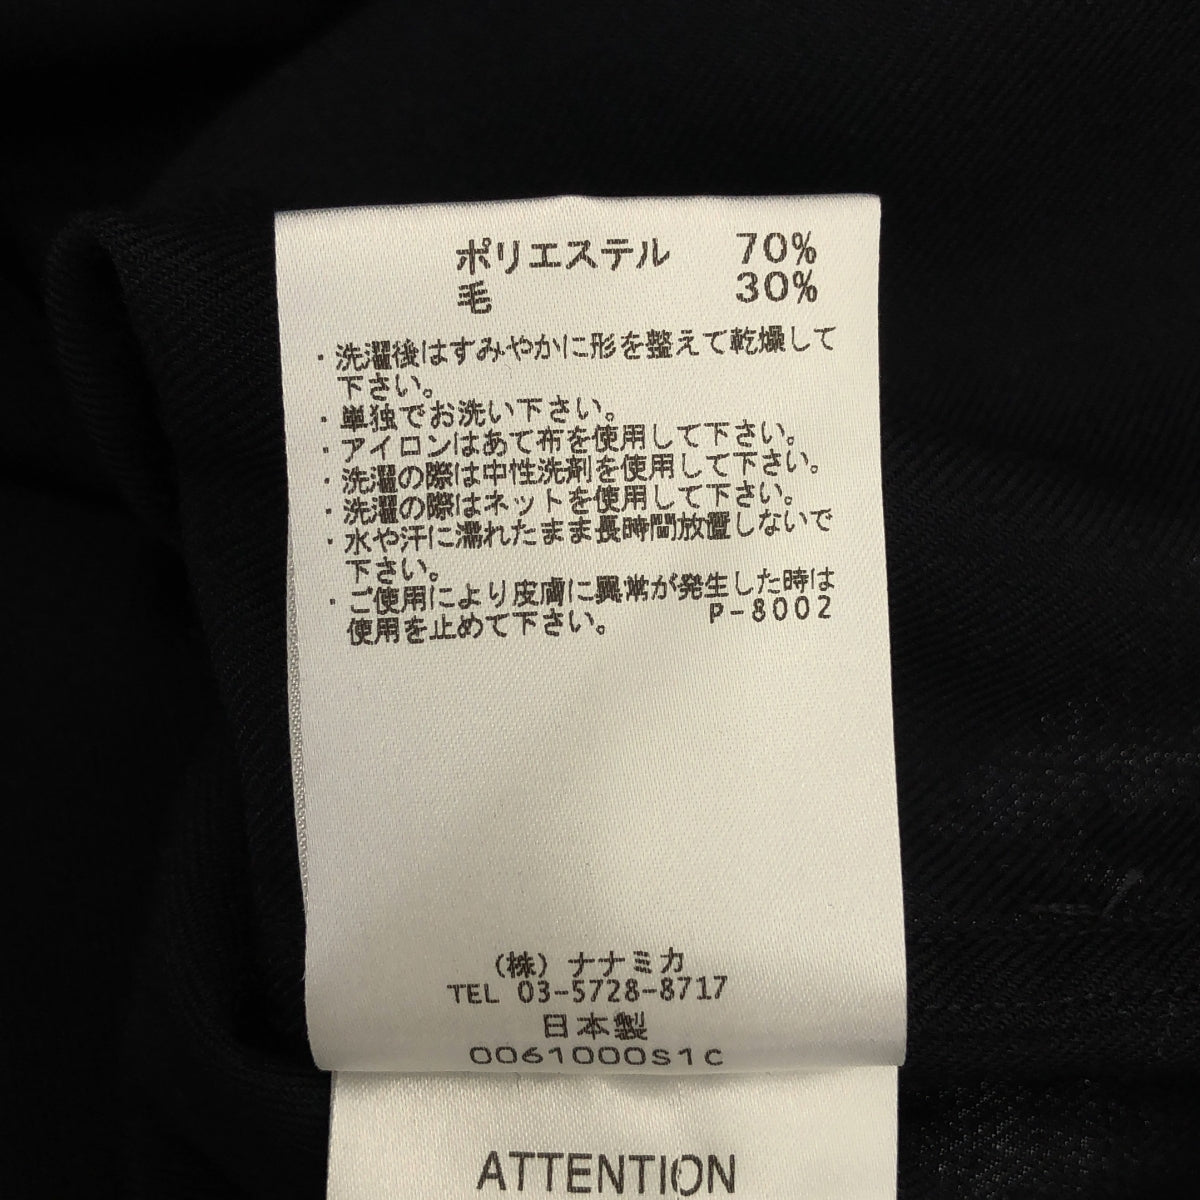 ポリエステル 70%
毛 30%
・洗濯後はすみやかに形を整えて乾燥して
下さい。
・単独でお洗い下さい。
・アイロンはあて布を使用して下さい。
・洗濯の際は中性洗剤を使用して下さい。
・洗濯の際はネットを使用して下さい。
・水や汗に濡れたまま長時間放置しないで
下さい。
・ご使用により皮膚に異常が発生した時は
使用を止めて下さい。 P-8002
(株)ナナミカ
TEL 03-5728-8717
日本製
0061000S1C
ATTENTION